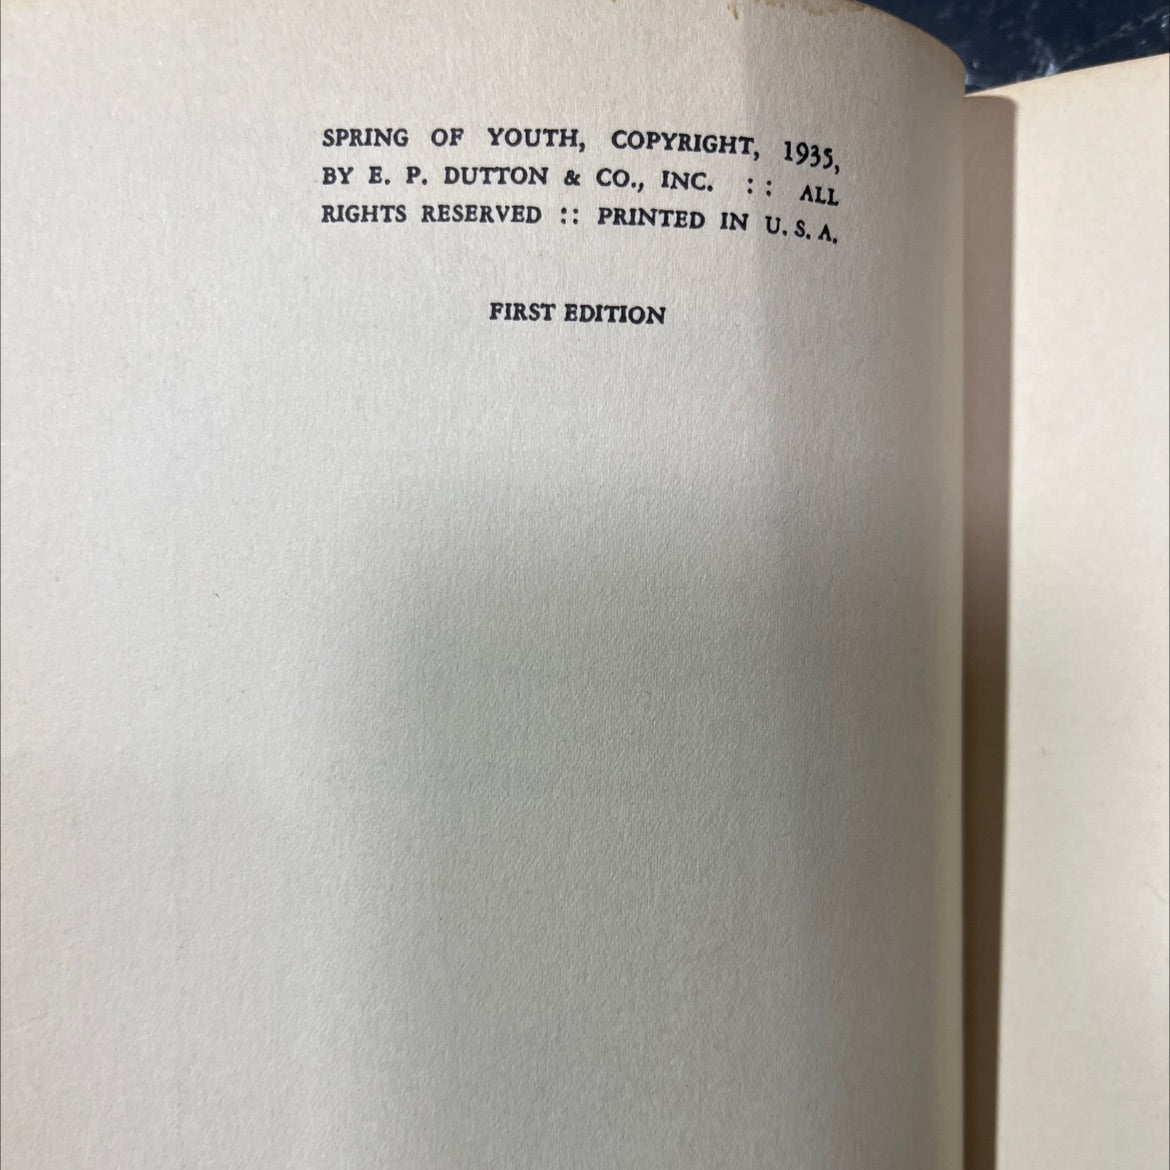 SPRING OF YOUTH, COPYRIGHT, 1935,
BY E. P. DUTTON & CO., INC. :: ALL
RIGHTS RESERVED :: PRINTED IN U. S. A.
FIRST EDITION